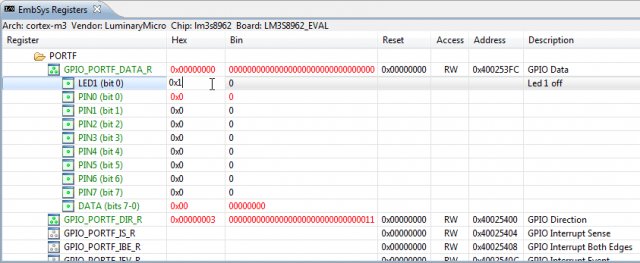 EmbSys Registers
Arch: cortex-m3 Vendor: LuminaryMicro Chip: lm3s8962 Board: LM3S8962_EVAL
Register Hex Bin Reset Access Address Description
PORTF
GPIO_PORTF_DATA_R 0x00000000 00000000000000000000000000000000 0x00000000 RW 0x400253FC GPIO Data
LED1 (bit 0) 0x1 0 Led 1 off
PIN0 (bit 0) 0x0 0
PIN1 (bit 1) 0x0 0
PIN2 (bit 2) 0x0 0
PIN3 (bit 3) 0x0 0
PIN4 (bit 4) 0x0 0
PIN5 (bit 5) 0x0 0
PIN6 (bit 6) 0x0 0
PIN7 (bit 7) 0x0 0
DATA (bits 7-0) 0x00 00000000
GPIO_PORTF_DIR_R 0x00000003 00000000000000000000000000000011 0x00000000 RW 0x40025400 GPIO Direction
GPIO_PORTF_IS_R 0x00000000 RW 0x40025404 GPIO Interrupt Sense
GPIO_PORTF_IBE_R 0x00000000 RW 0x40025408 GPIO Interrupt Both Edges
GPIO_PORTF_IEV_R 0x00000000 RW GPIO Interrupt Event